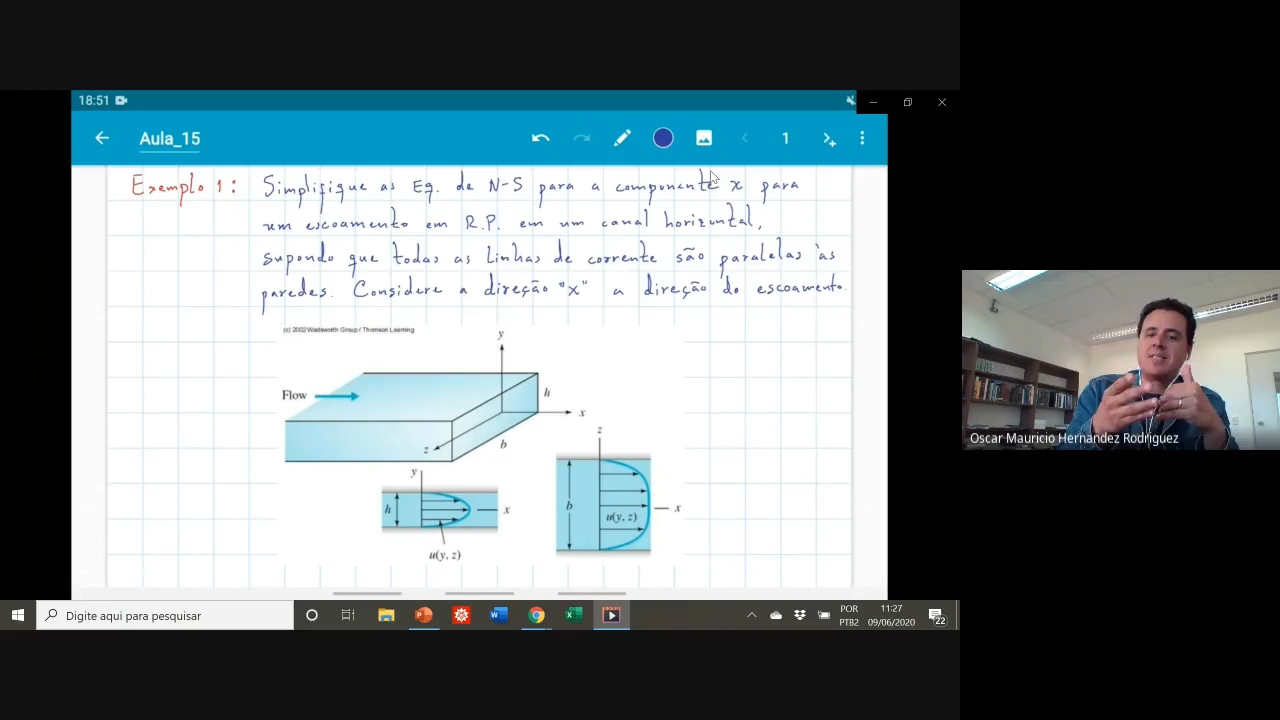 18:51
Aula_15
1
Exemplo 1: Simplifique as Eq. de N-S para a componente x para
um escoamento em R.P. em um canal horizontal,
supondo que todas as linhas de corrente são paralelas às
paredes. Considere a direção "x" a direção do escoamento.
(c) 2002 Wadsworth Group / Thomson Learning
y
Flow
h
x
z
b
y
h
x
u(y, z)
z
b
u(y, z)
x
Oscar Mauricio Hernandez Rodriguez
Digite aqui para pesquisar
POR
PTB2
11:27
09/06/2020
22